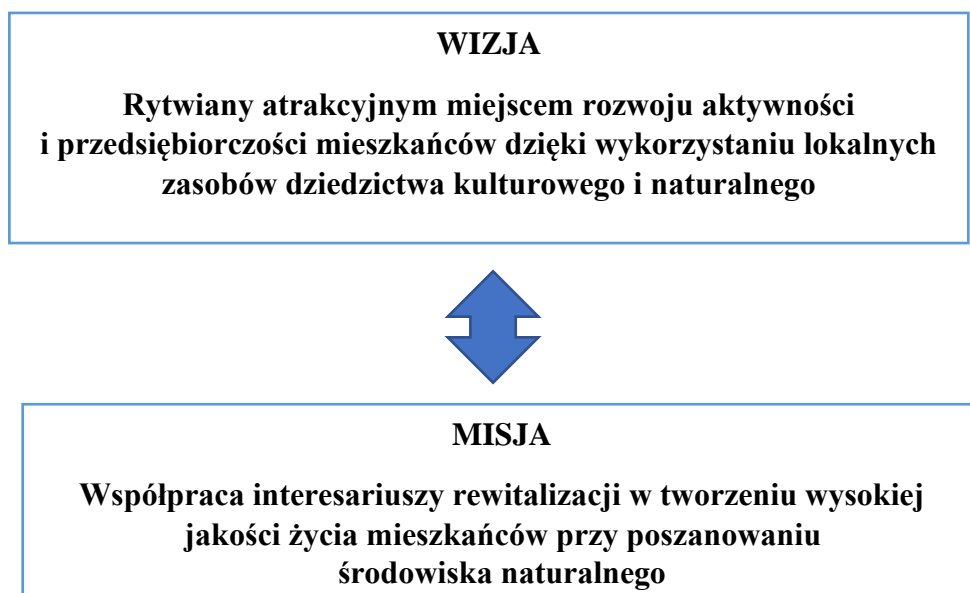 WIZJA
Rytwiany atrakcyjnym miejscem rozwoju aktywności
i przedsiębiorczości mieszkańców dzięki wykorzystaniu lokalnych
zasobów dziedzictwa kulturowego i naturalnego
MISJA
Współpraca interesariuszy rewitalizacji w tworzeniu wysokiej
jakości życia mieszkańców przy poszanowaniu
środowiska naturalnego